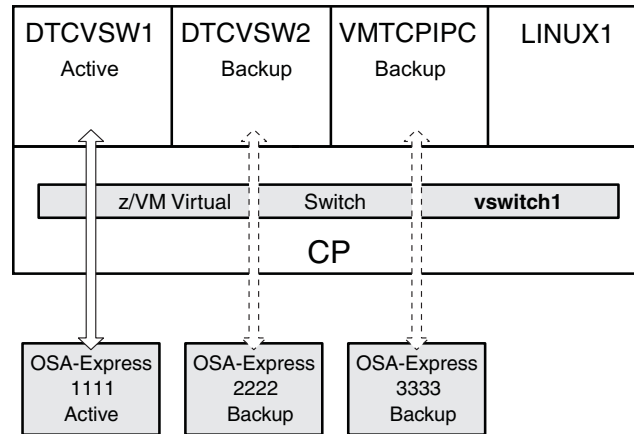 DTCVSW1 DTCVSW2 VMTCPIPC LINUX1
Active Backup Backup
z/VM Virtual Switch vswitch1
CP
OSA-Express OSA-Express OSA-Express
1111 2222 3333
Active Backup Backup